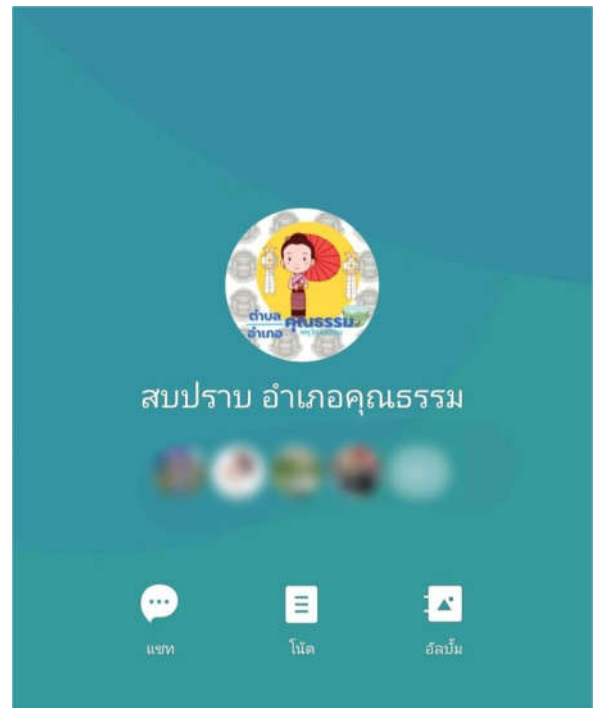 ตำบล
อำเภอ
คุณธรรม
สบปราบ อำเภอคุณธรรม
แชท
โน้ต
อัลบั้ม